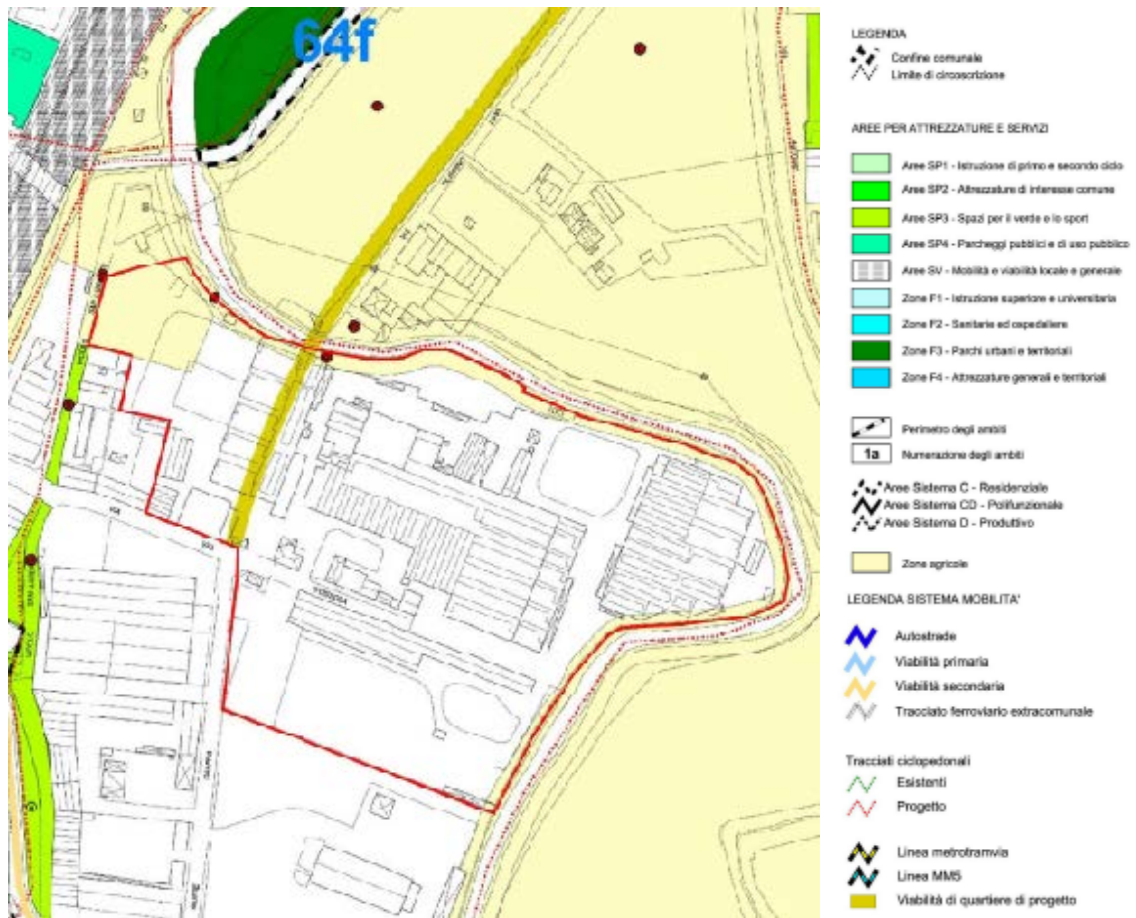 64f
LEGENDA
Confine comunale
Limite di circoscrizione
AREE PER ATTREZZATURE E SERVIZI
Aree SP1 - Istruzione di primo e secondo ciclo
Aree SP2 - Attrezzature di interesse comune
Aree SP3 - Spazi per il verde e lo sport
Aree SP4 - Parcheggi pubblici e di uso pubblico
Aree SV - Mobilità e viabilità locale e generale
Zone F1 - Istruzione superiore e universitaria
Zone F2 - Sanitarie ed ospedaliere
Zone F3 - Parchi urbani e territoriali
Zone F4 - Attrezzature generali e territoriali
Perimetro degli ambiti
1a Numerazione degli ambiti
Aree Sistema C - Residenziale
Aree Sistema CD - Polifunzionale
Aree Sistema D - Produttivo
Zone agricole
LEGENDA SISTEMA MOBILITA'
Autostrade
Viabilità primaria
Viabilità secondaria
Tracciato ferroviario extracomunale
Tracciati ciclopedonali
Esistenti
Progetto
Linea metrotramvia
Linea MM5
Viabilità di quartiere di progetto